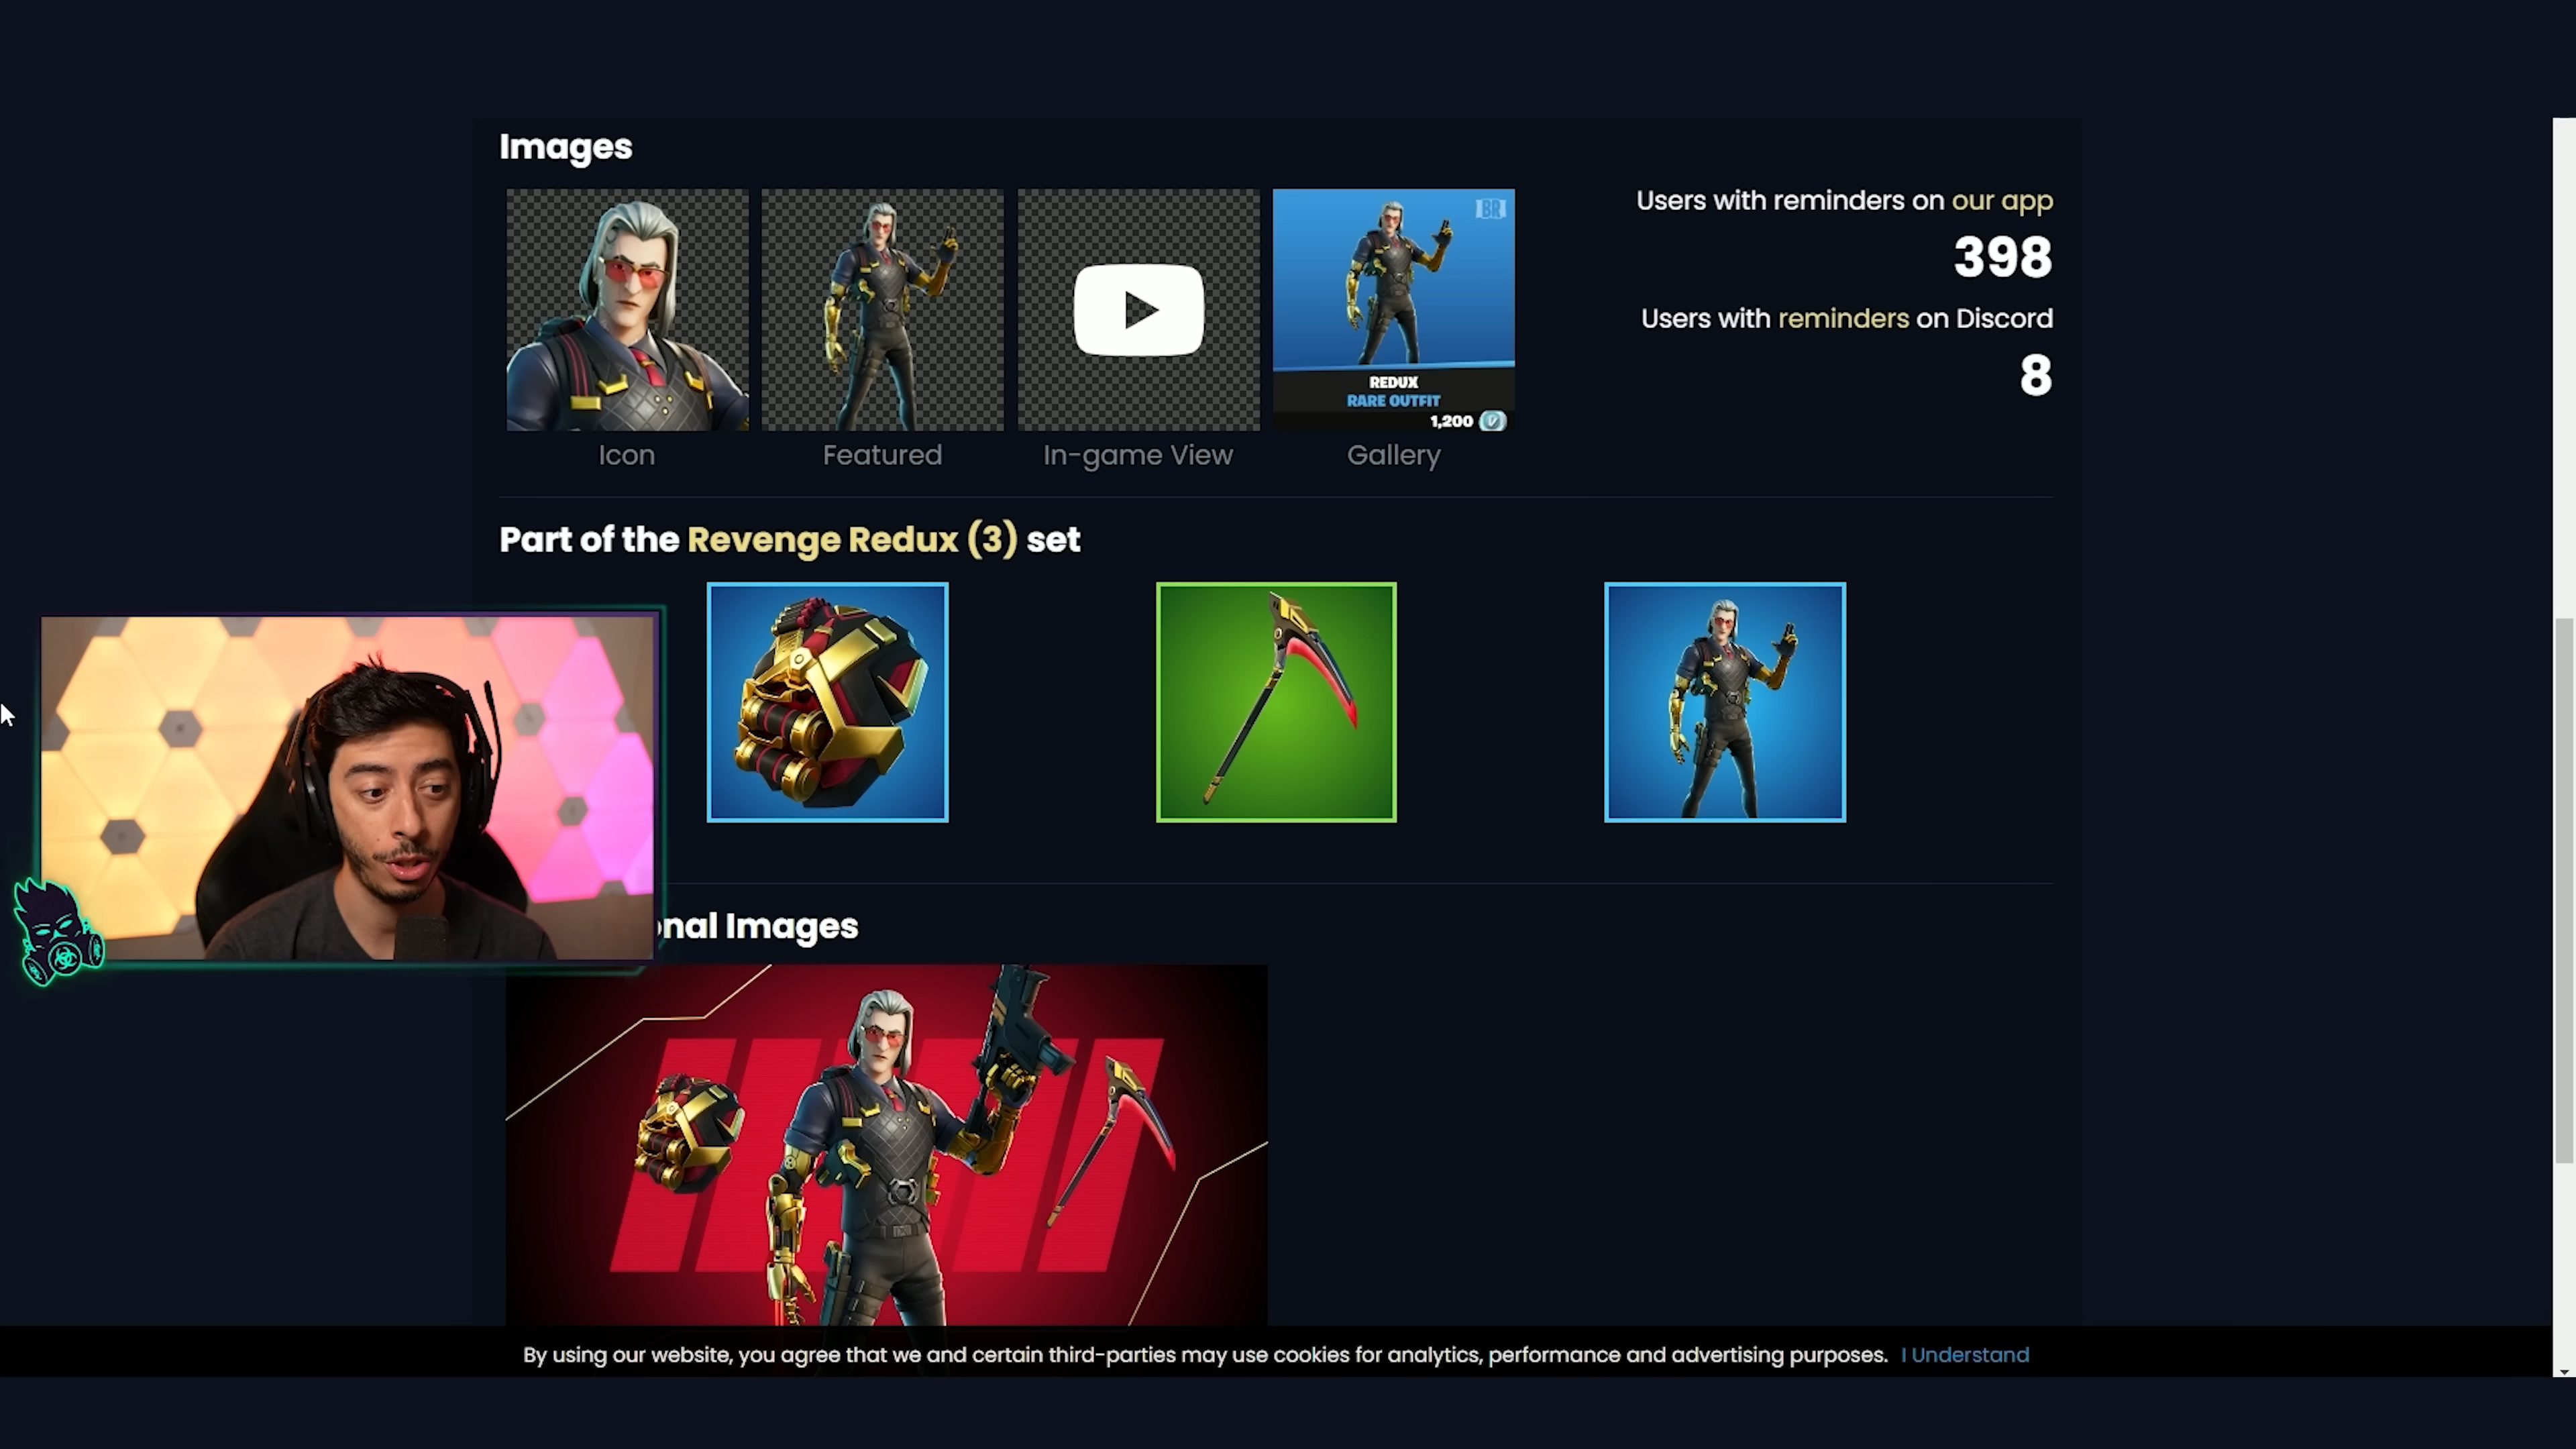 Images
Users with reminders on our app
398
Users with reminders on Discord
8
BR
REDUX
RARE OUTFIT
1,200
Icon
Featured
In-game View
Gallery
Part of the Revenge Redux (3) set
Images
By using our website, you agree that we and certain third-parties may use cookies for analytics, performance and advertising purposes. I Understand